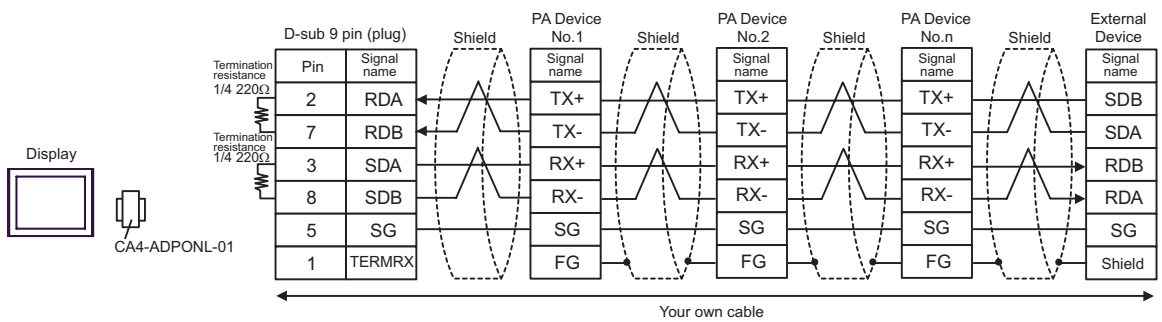 D-sub 9 pin (plug)
Shield
PA Device
No.1
Shield
PA Device
No.2
Shield
PA Device
No.n
Shield
External
Device
Termination
resistance
1/4 220Ω
Pin
Signal
name
Signal
name
Signal
name
Signal
name
Signal
name
2
RDA
TX+
TX+
TX+
SDB
7
RDB
TX-
TX-
TX-
SDA
Termination
resistance
1/4 220Ω
3
SDA
RX+
RX+
RX+
RDB
8
SDB
RX-
RX-
RX-
RDA
5
SG
SG
SG
SG
SG
1
TERMRX
FG
FG
FG
Shield
Display
CA4-ADPONL-01
Your own cable